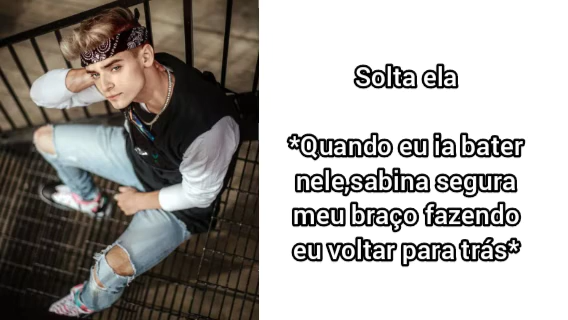 Solta ela
*Quando eu ia bater
nele,sabina segura
meu braço fazendo
eu voltar para trás*